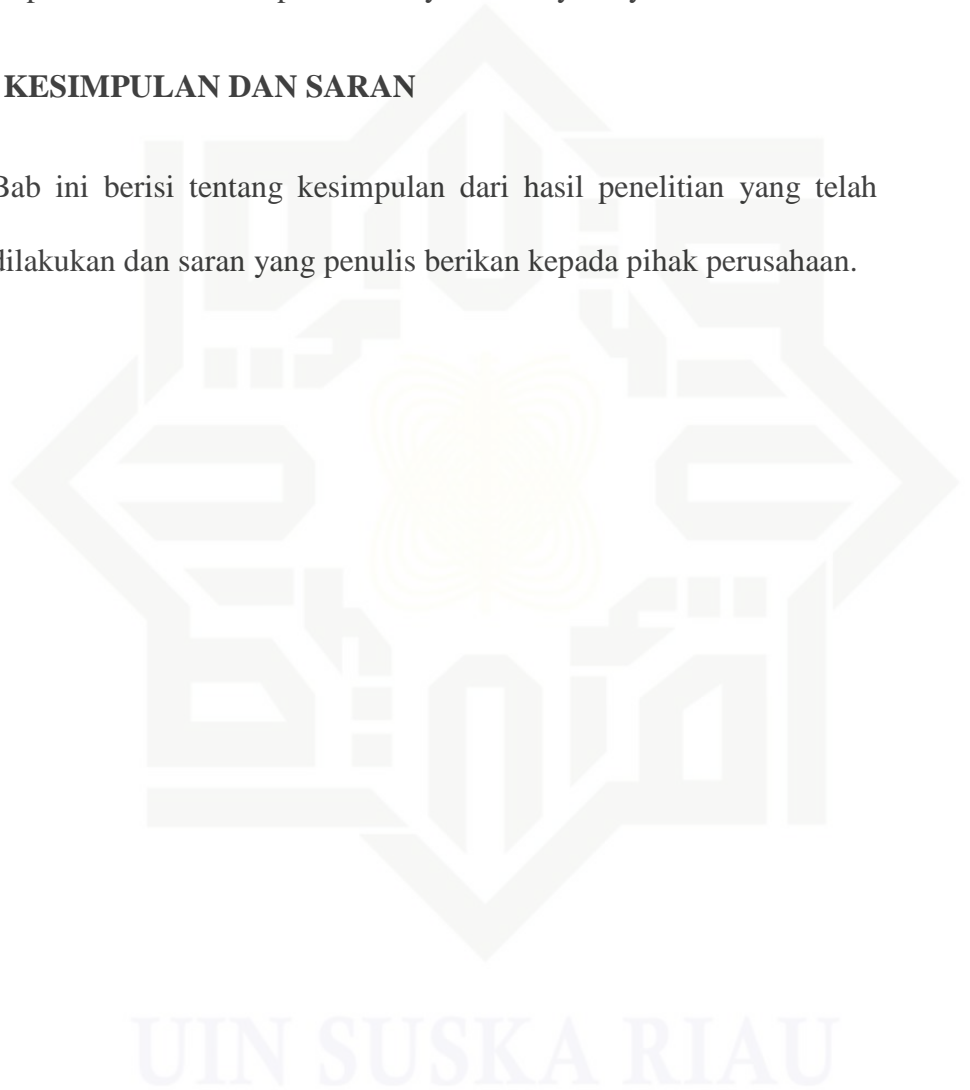 KESIMPULAN DAN SARAN
Bab ini berisi tentang kesimpulan dari hasil penelitian yang telah
dilakukan dan saran yang penulis berikan kepada pihak perusahaan.
UIN SUSKA RIAU